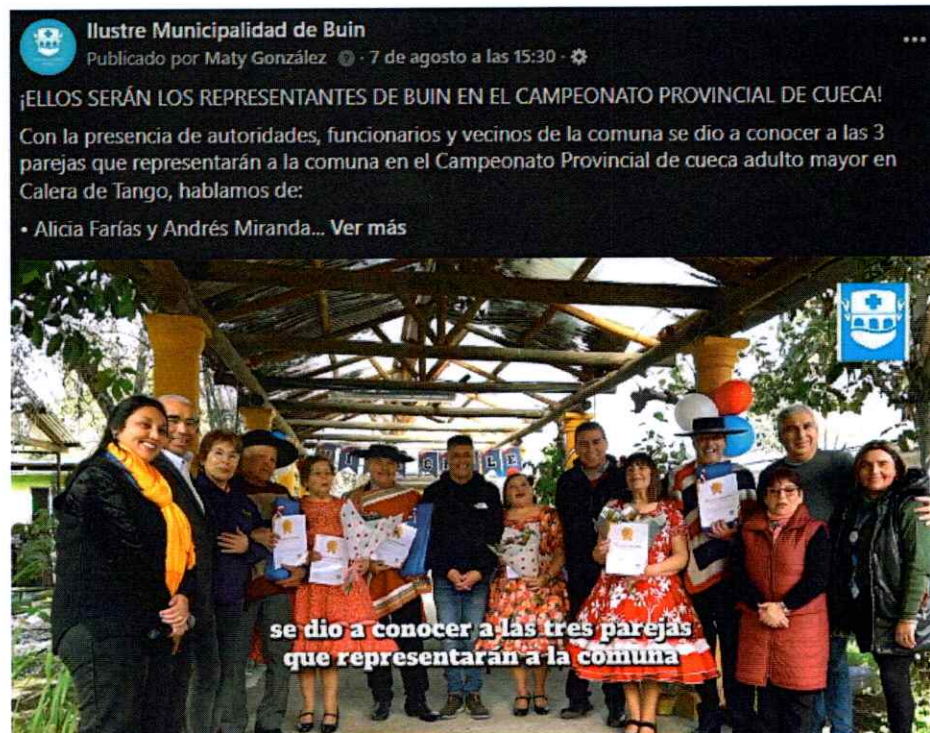 Ilustre Municipalidad de Buin
Publicado por Maty González · 7 de agosto a las 15:30 ·
¡ELLOS SERÁN LOS REPRESENTANTES DE BUIN EN EL CAMPEONATO PROVINCIAL DE CUECA!
Con la presencia de autoridades, funcionarios y vecinos de la comuna se dio a conocer a las 3
parejas que representarán a la comuna en el Campeonato Provincial de cueca adulto mayor en
Calera de Tango, hablamos de:
• Alicia Farías y Andrés Miranda... Ver más
se dio a conocer a las tres parejas
que representarán a la comuna